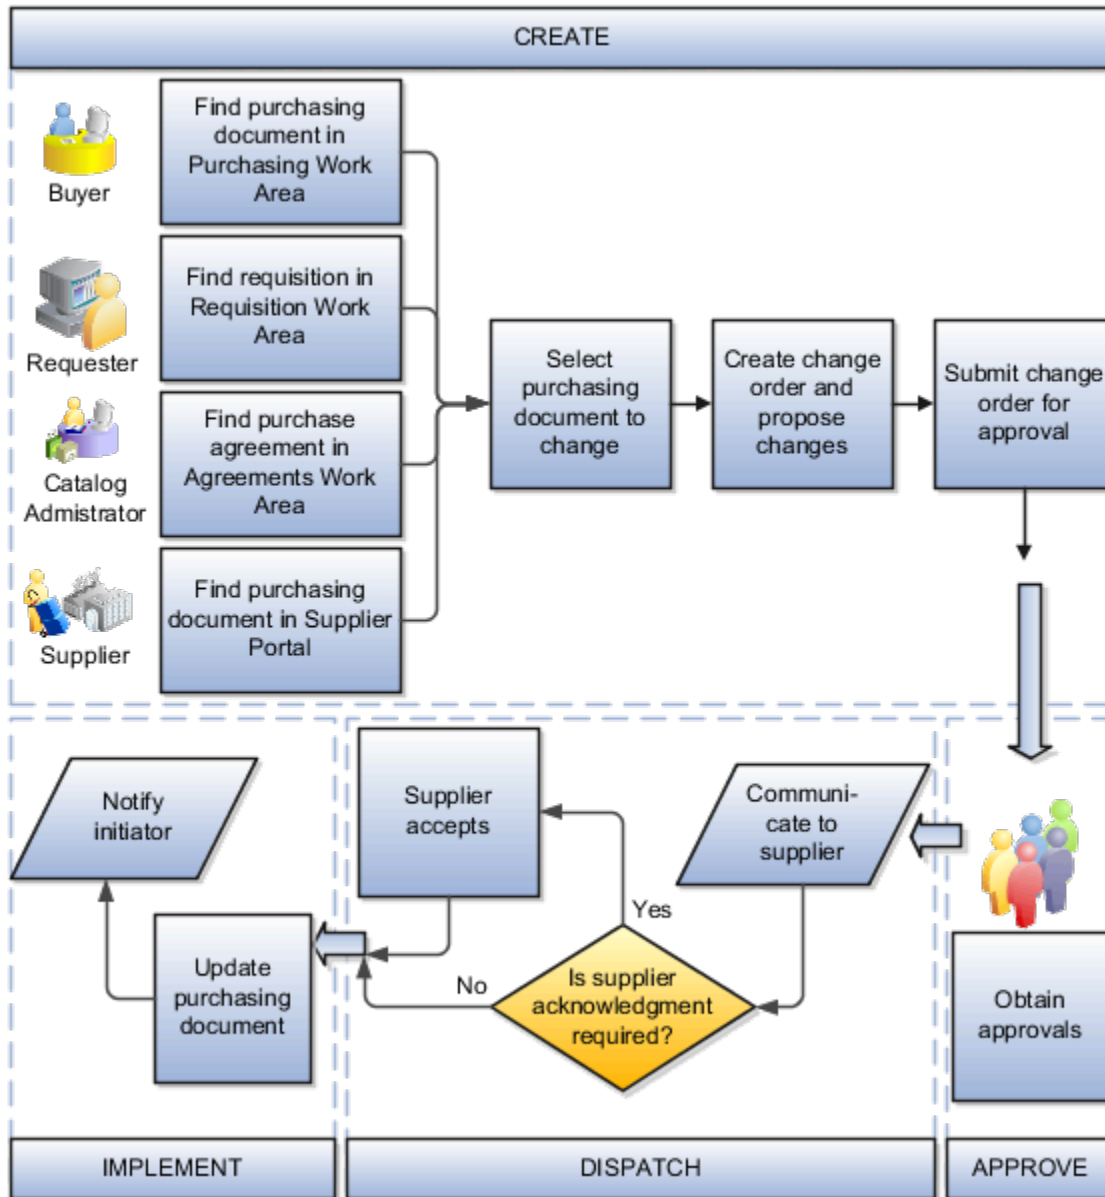 CREATE
Buyer
Find purchasing
document in
Purchasing Work
Area
Requester
Find requisition in
Requisition Work
Area
Catalog
Admistrator
Find purchase
agreement in
Agreements Work
Area
Supplier
Find purchasing
document in Supplier
Portal
Select
purchasing
document to
change
Create change
order and
propose
changes
Submit change
order for
approval
Obtain
approvals
Communi-
cate to
supplier
Is supplier
acknowledgment
required?
Yes
No
Supplier
accepts
Update
purchasing
document
Notify
initiator
IMPLEMENT
DISPATCH
APPROVE